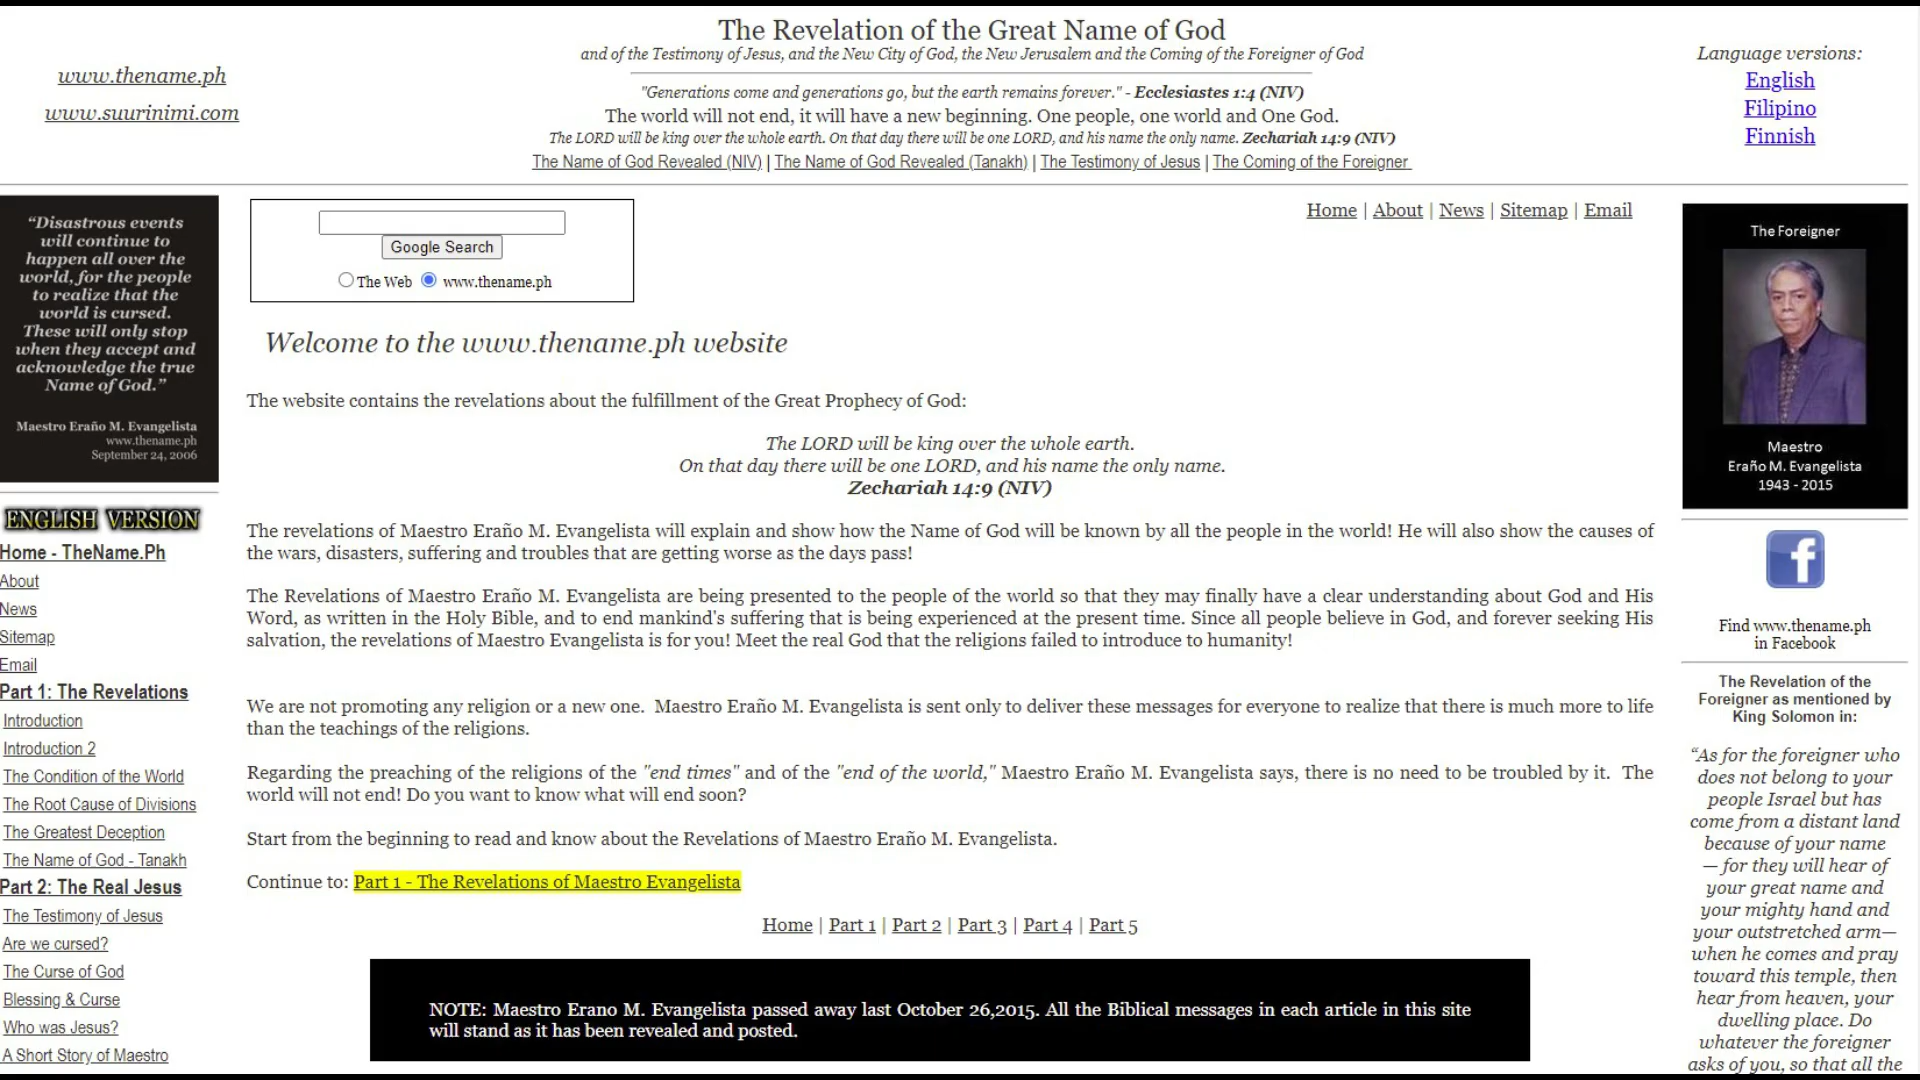 The Revelation of the Great Name of God
and of the Testimony of Jesus, and the New City of God, the New Jerusalem and the Coming of the Foreigner of God
"Generations come and generations go, but the earth remains forever." - Ecclesiastes 1:4 (NIV)
The world will not end, it will have a new beginning. One people, one world and One God.
The LORD will be king over the whole earth. On that day there will be one LORD, and his name the only name. Zechariah 14:9 (NIV)
The Name of God Revealed (NIV) | The Name of God Revealed (Tanakh) | The Testimony of Jesus | The Coming of the Foreigner
www.thename.ph
www.suurinimi.com
Language versions:
English
Filipino
Finnish
“Disastrous events
will continue to
happen all over the
world, for the people
to realize that the
world is cursed.
These will only stop
when they accept and
acknowledge the true
Name of God.”
Maestro Eraño M. Evangelista
www.thename.ph
September 24, 2006
ENGLISH VERSION
Home - TheName.Ph
About
News
Sitemap
Email
Part 1: The Revelations
Introduction
Introduction 2
The Condition of the World
The Root Cause of Divisions
The Greatest Deception
The Name of God - Tanakh
Part 2: The Real Jesus
The Testimony of Jesus
Are we cursed?
The Curse of God
Blessing & Curse
Who was Jesus?
A Short Story of Maestro
Google Search
The Web www.thename.ph
Home | About | News | Sitemap | Email
Welcome to the www.thename.ph website
The website contains the revelations about the fulfillment of the Great Prophecy of God:
The LORD will be king over the whole earth.
On that day there will be one LORD, and his name the only name.
Zechariah 14:9 (NIV)
The revelations of Maestro Eraño M. Evangelista will explain and show how the Name of God will be known by all the people in the world! He will also show the causes of
the wars, disasters, suffering and troubles that are getting worse as the days pass!
The Revelations of Maestro Eraño M. Evangelista are being presented to the people of the world so that they may finally have a clear understanding about God and His
Word, as written in the Holy Bible, and to end mankind's suffering that is being experienced at the present time. Since all people believe in God, and forever seeking His
salvation, the revelations of Maestro Evangelista is for you! Meet the real God that the religions failed to introduce to humanity!
We are not promoting any religion or a new one. Maestro Eraño M. Evangelista is sent only to deliver these messages for everyone to realize that there is much more to life
than the teachings of the religions.
Regarding the preaching of the religions of the "end times" and of the "end of the world," Maestro Eraño M. Evangelista says, there is no need to be troubled by it. The
world will not end! Do you want to know what will end soon?
Start from the beginning to read and know about the Revelations of Maestro Eraño M. Evangelista.
Continue to: Part 1 - The Revelations of Maestro Evangelista
Home | Part 1 | Part 2 | Part 3 | Part 4 | Part 5
NOTE: Maestro Erano M. Evangelista passed away last October 26,2015. All the Biblical messages in each article in this site
will stand as it has been revealed and posted.
The Foreigner
Maestro
Eraño M. Evangelista
1943 - 2015
f
Find www.thename.ph
in Facebook
The Revelation of the
Foreigner as mentioned by
King Solomon in:
“As for the foreigner who
does not belong to your
people Israel but has
come from a distant land
because of your name
— for they will hear of
your great name and
your mighty hand and
your outstretched arm—
when he comes and pray
toward this temple, then
hear from heaven, your
dwelling place. Do
whatever the foreigner
asks of you, so that all the